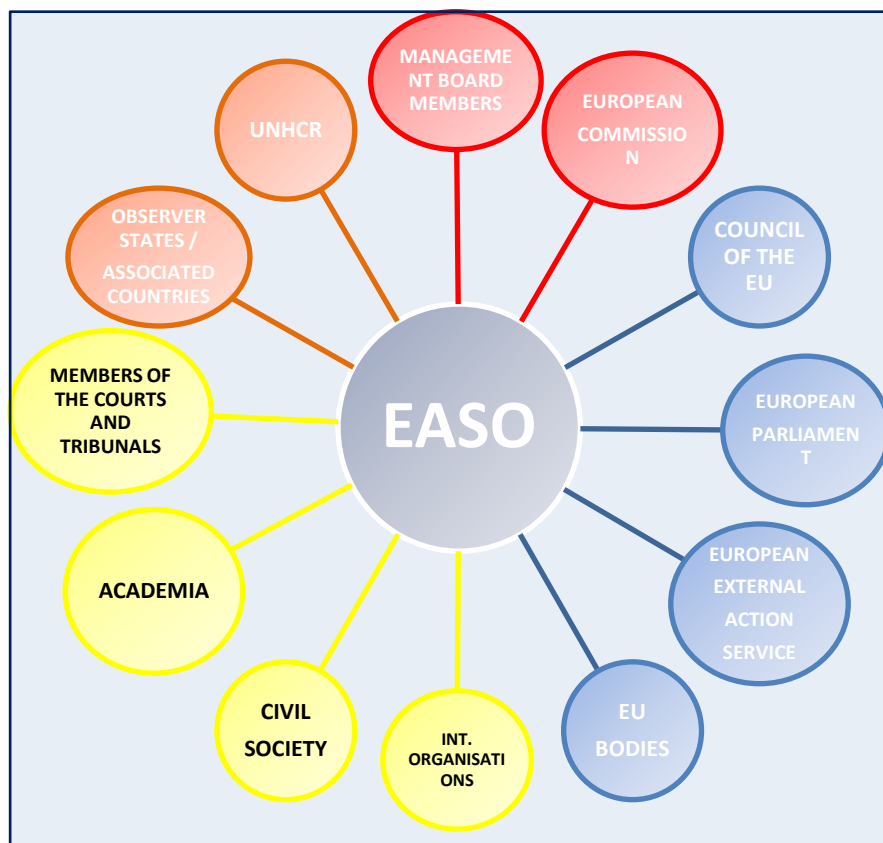 MANAGEME
NT BOARD
MEMBERS
EUROPEAN
COMMISSIO
N
UNHCR
COUNCIL
OF THE
EU
OBSERVER
STATES /
ASSOCIATED
COUNTRIES
MEMBERS OF
THE COURTS
AND
TRIBUNALS
EASO
EUROPEAN
PARLIAMEN
T
ACADEMIA
EUROPEAN
EXTERNAL
ACTION
SERVICE
CIVIL
SOCIETY
INT.
ORGANISATI
ONS
EU
BODIES